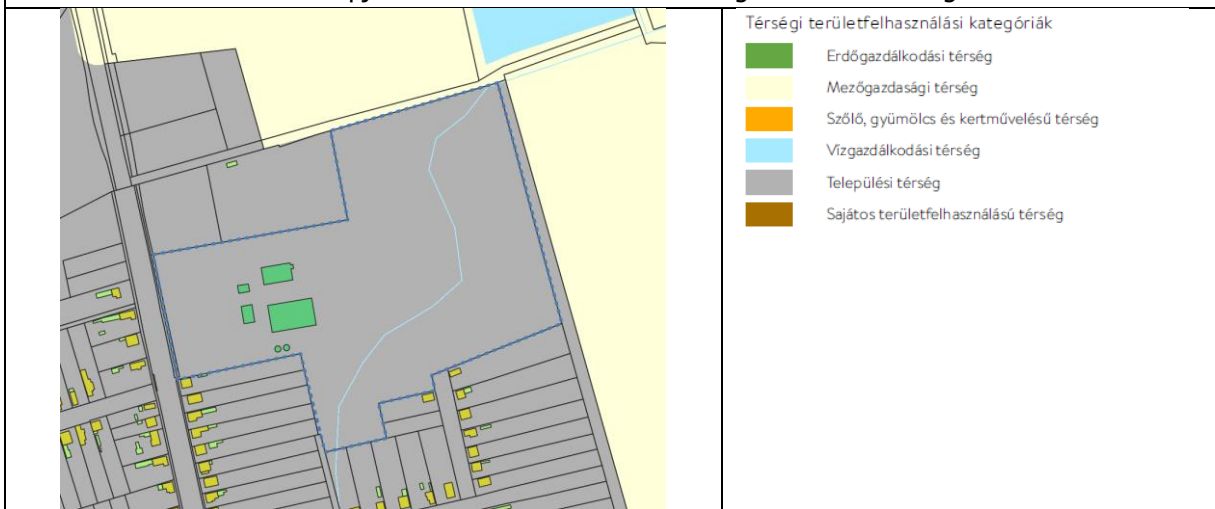 Térségi területfelhasználási kategóriák
Erdőgazdálkodási térség
Mezőgazdasági térség
Szőlő, gyümölcs és kertművelésű térség
Vízgazdálkodási térség
Települési térség
Sajátos területfelhasználású térség